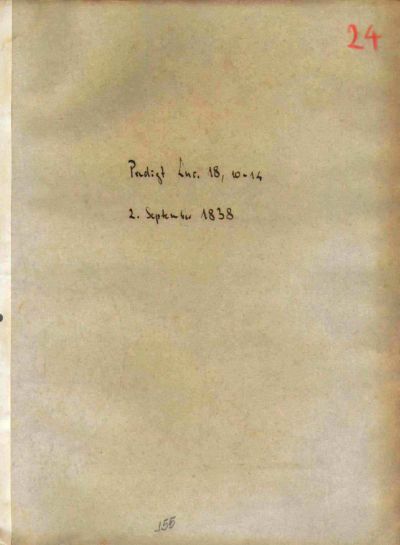 24
Predigt Luc. 18, 10-14
2. September 1838
155